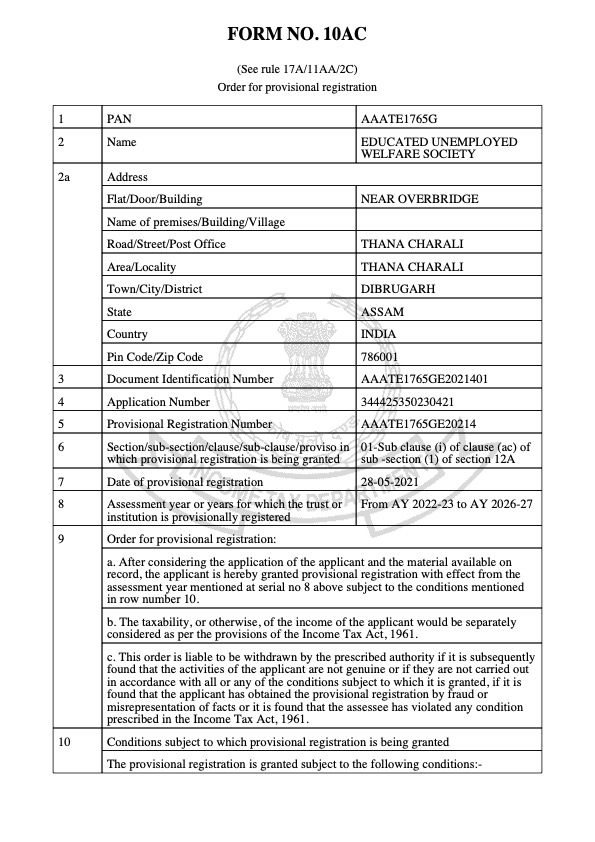 FORM NO. 10AC
(See rule 17A/11AA/2C)
Order for provisional registration
1 PAN AAATE1765G
2 Name EDUCATED UNEMPLOYED
WELFARE SOCIETY
2a Address
Flat/Door/Building NEAR OVERBRIDGE
Name of premises/Building/Village
Road/Street/Post Office THANA CHARALI
Area/Locality THANA CHARALI
Town/City/District DIBRUGARH
State ASSAM
Country INDIA
Pin Code/Zip Code 786001
3 Document Identification Number AAATE1765GE2021401
4 Application Number 344425350230421
5 Provisional Registration Number AAATE1765GE20214
6 Section/sub-section/clause/sub-clause/proviso in 01-Sub clause (i) of clause (ac) of
which provisional registration is being granted sub -section (1) of section 12A
7 Date of provisional registration 28-05-2021
8 Assessment year or years for which the trust or From AY 2022-23 to AY 2026-27
institution is provisionally registered
9 Order for provisional registration:
a. After considering the application of the applicant and the material available on
record, the applicant is hereby granted provisional registration with effect from the
assessment year mentioned at serial no 8 above subject to the conditions mentioned
in row number 10.
b. The taxability, or otherwise, of the income of the applicant would be separately
considered as per the provisions of the Income Tax Act, 1961.
c. This order is liable to be withdrawn by the prescribed authority if it is subsequently
found that the activities of the applicant are not genuine or if they are not carried out
in accordance with all or any of the conditions subject to which it is granted, if it is
found that the applicant has obtained the provisional registration by fraud or
misrepresentation of facts or it is found that the assessee has violated any condition
prescribed in the Income Tax Act, 1961.
10 Conditions subject to which provisional registration is being granted
The provisional registration is granted subject to the following conditions:-
सत्यमेव जयते
कोष मूलो दण्ड
INCOME TAX DEPARTMENT